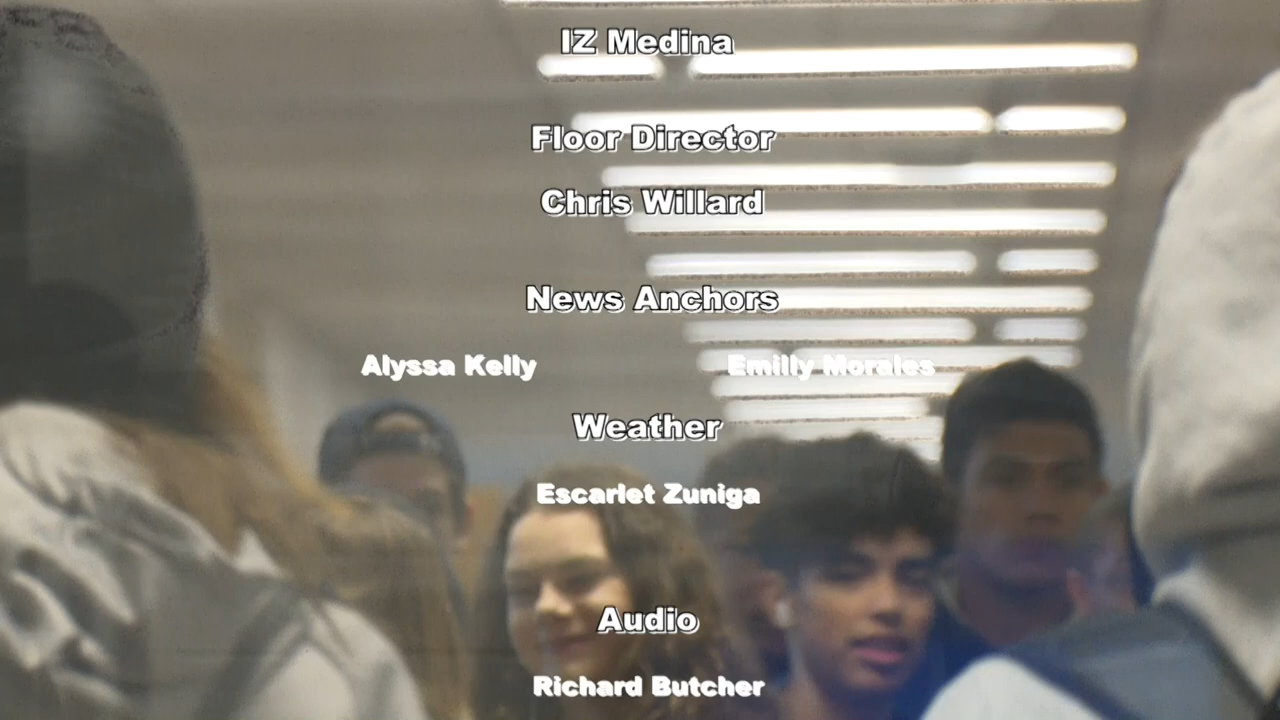 IZ Medina
Floor Director
Chris Willard
News Anchors
Alyssa Kelly Emilly Morales
Weather
Escarlet Zuniga
Audio
Richard Butcher